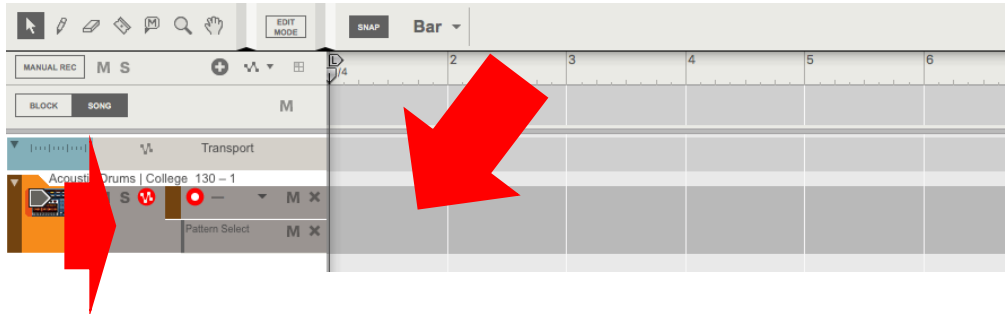 M EDIT MODE SNAP Bar
MANUAL REC M S L 2 3 4 5 6
/4
BLOCK SONG M
Transport
Acoustic Drums | College 130 – 1
S M
Pattern Select M